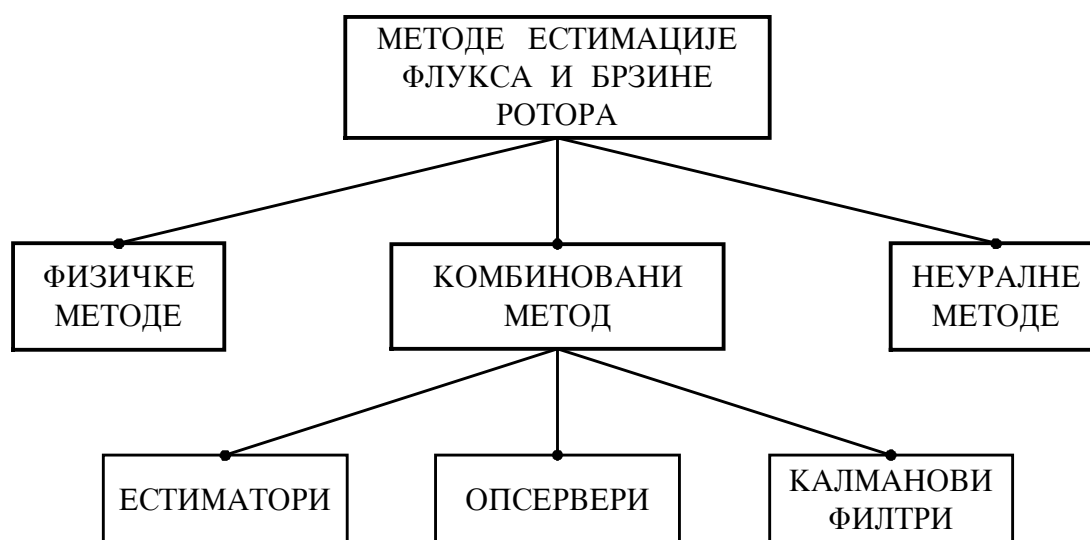 МЕТОДЕ ЕСТИМАЦИЈЕ
ФЛУКСА И БРЗИНЕ
РОТОРА
ФИЗИЧКЕ
МЕТОДЕ
КОМБИНОВАНИ
МЕТОД
НЕУРАЛНЕ
МЕТОДЕ
ЕСТИМАТОРИ
ОПСЕРВЕРИ
КАЛМАНОВИ
ФИЛТРИ